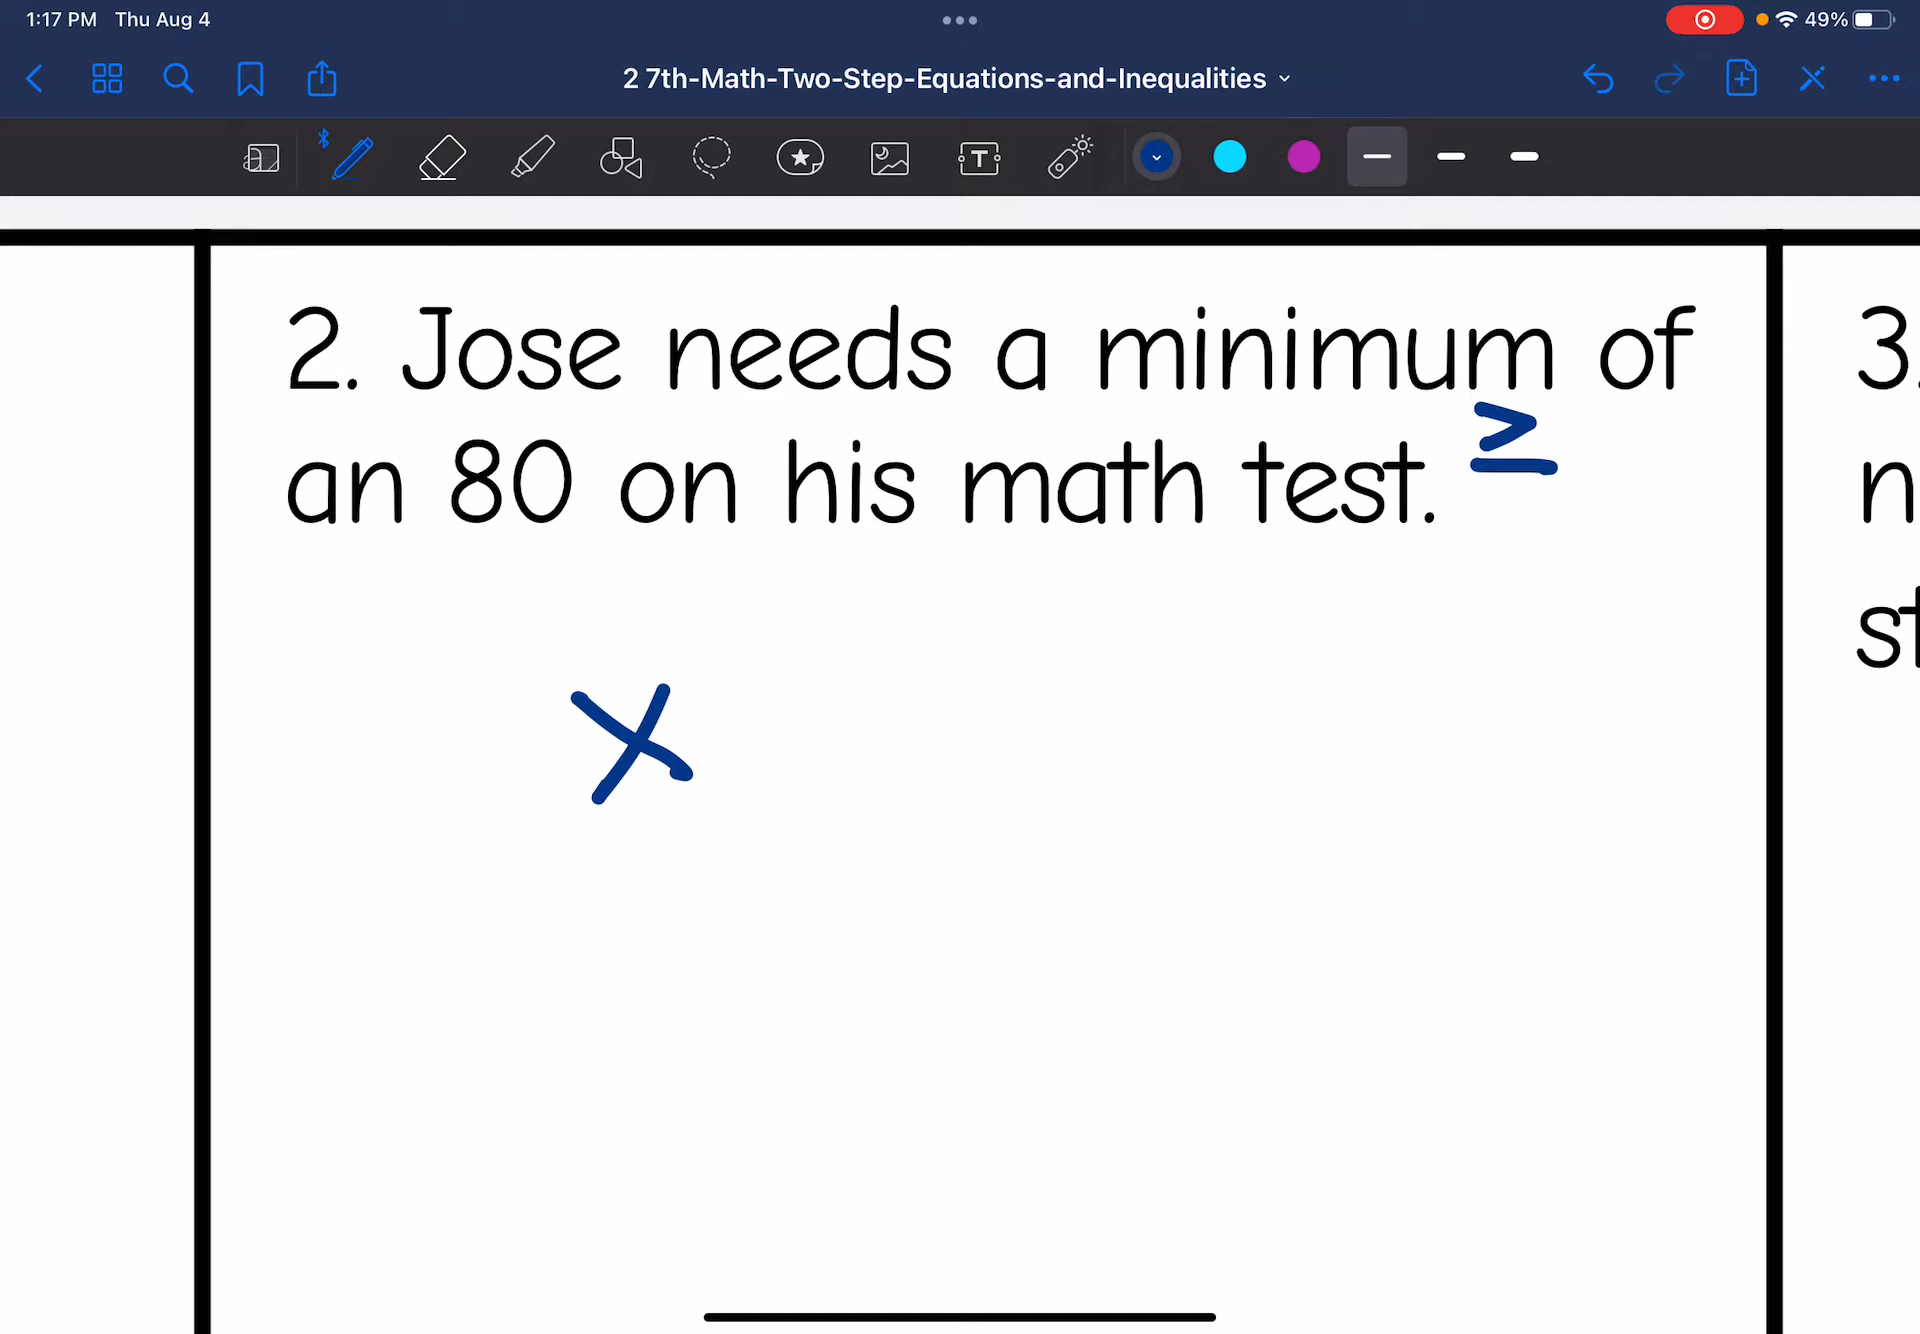 1:17 PM Thu Aug 4
49%
2 7th-Math-Two-Step-Equations-and-Inequalities
T
2. Jose needs a minimum of
≥
an 80 on his math test.
x
3.
n
st